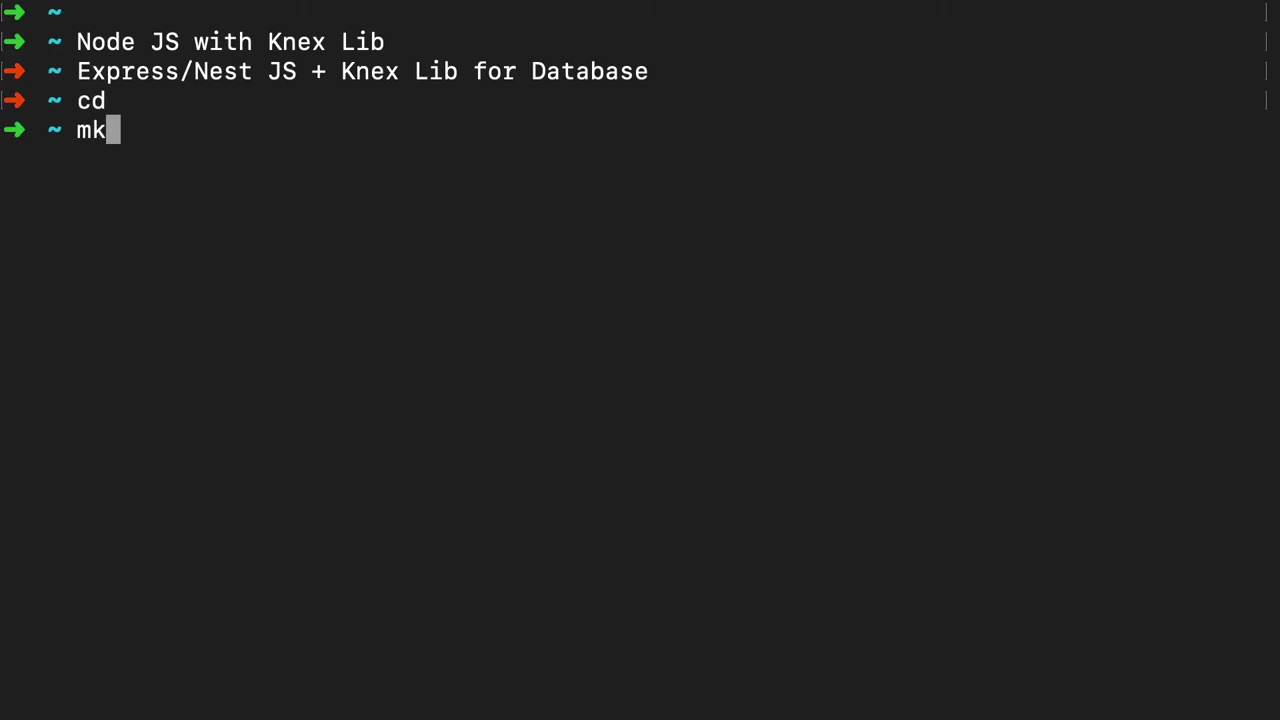 ➜ ~
➜ ~ Node JS with Knex Lib
➜ ~ Express/Nest JS + Knex Lib for Database
➜ ~ cd
➜ ~ mk